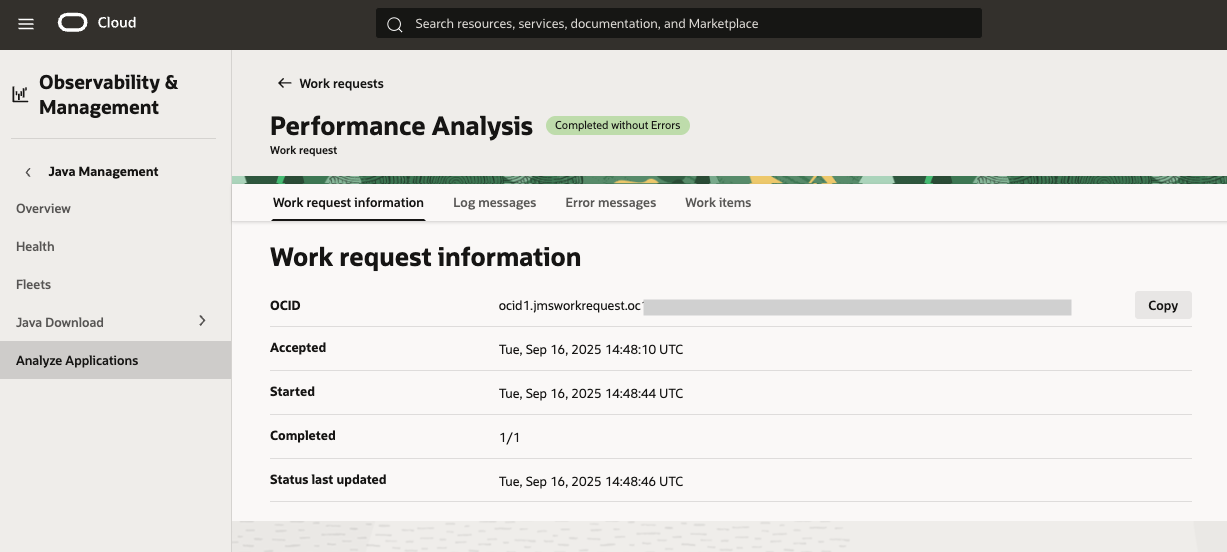 Cloud
Search resources, services, documentation, and Marketplace
Observability &
Management
Java Management
Overview
Health
Fleets
Java Download
Analyze Applications
Work requests
Performance Analysis
Completed without Errors
Work request
Work request information
Log messages
Error messages
Work items
Work request information
OCID
ocid1.jmsworkrequest.oc
Copy
Accepted
Tue, Sep 16, 2025 14:48:10 UTC
Started
Tue, Sep 16, 2025 14:48:44 UTC
Completed
1/1
Status last updated
Tue, Sep 16, 2025 14:48:46 UTC